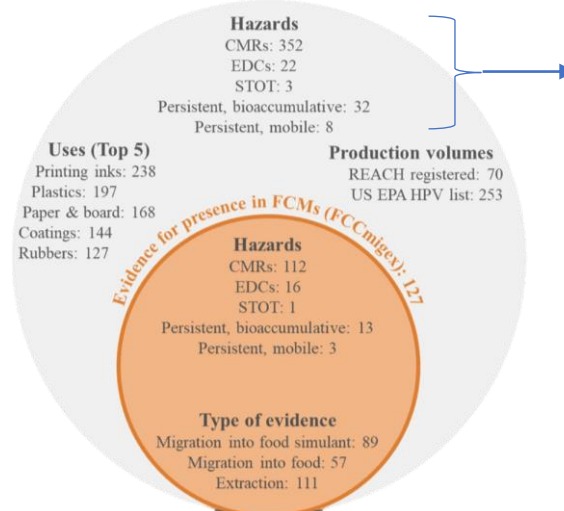 Hazards
CMRs: 352
EDCs: 22
STOT: 3
Persistent, bioaccumulative: 32
Persistent, mobile: 8
Uses (Top 5)
Printing inks: 238
Plastics: 197
Paper & board: 168
Coatings: 144
Rubbers: 127
Production volumes
REACH registered: 70
US EPA HPV list: 253
Evidence for presence in FCMs (FCCmigex): 127
Hazards
CMRs: 112
EDCs: 16
STOT: 1
Persistent, bioaccumulative: 13
Persistent, mobile: 3
Type of evidence
Migration into food simulant: 89
Migration into food: 57
Extraction: 111